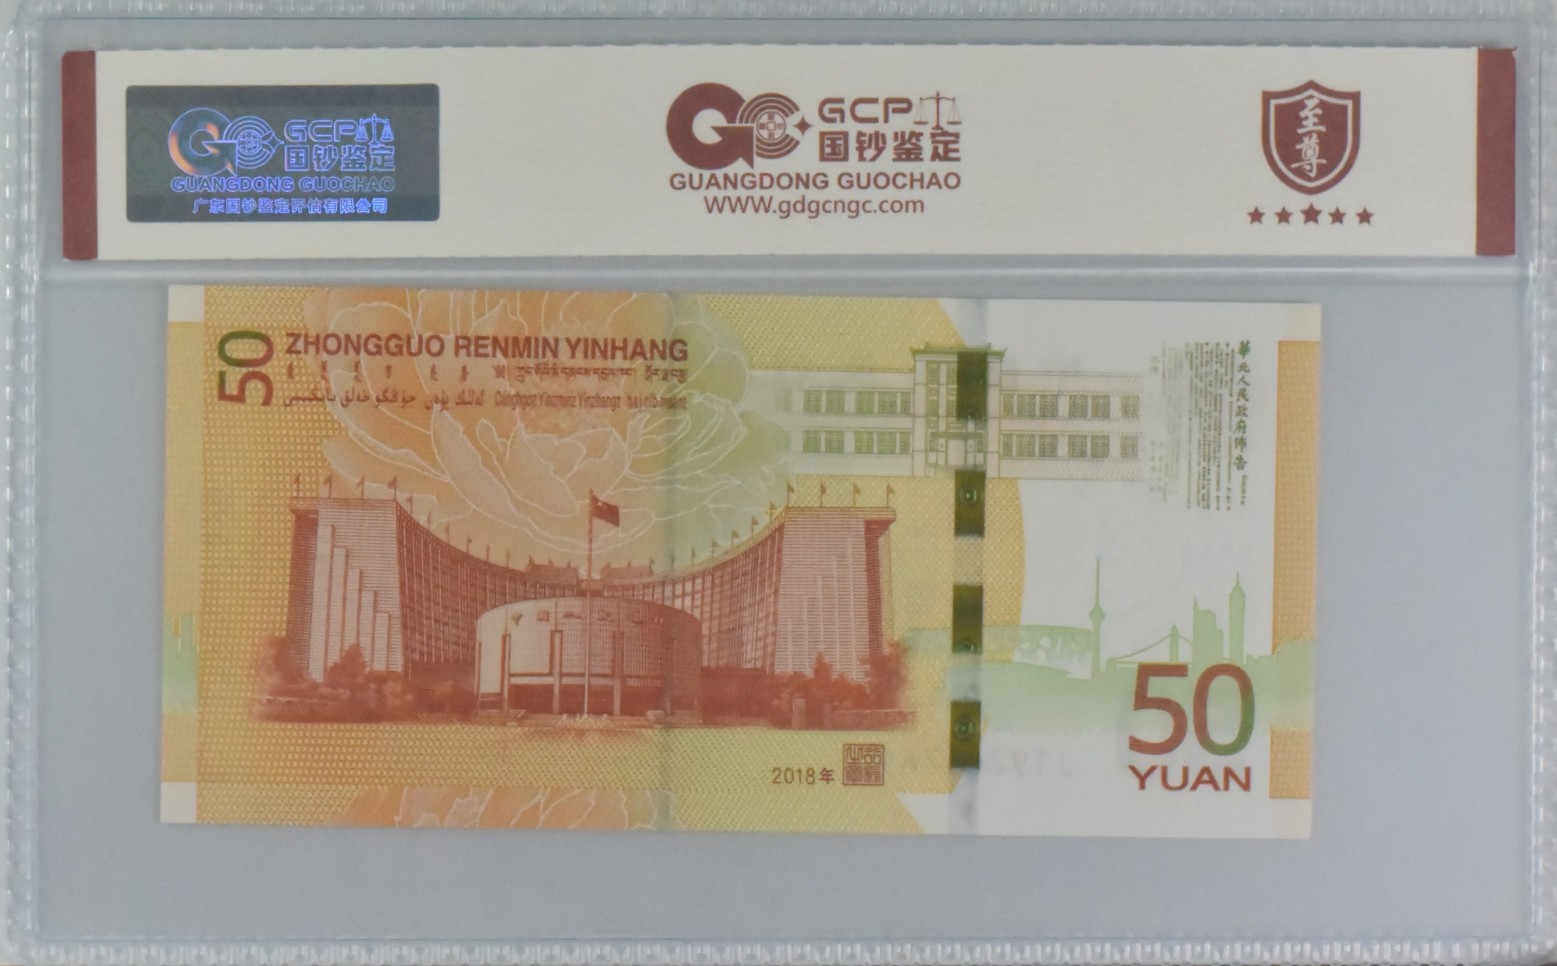 GCP
国钞鉴定
GUANGDONG GUOCHAO
广东国钞鉴定评估有限公司
GCP
国钞鉴定
GUANGDONG GUOCHAO
WWW.gdgcngc.com
至尊
50
ZHONGGUO RENMIN YINHANG
華北人民政府佈告
2018年
50
YUAN